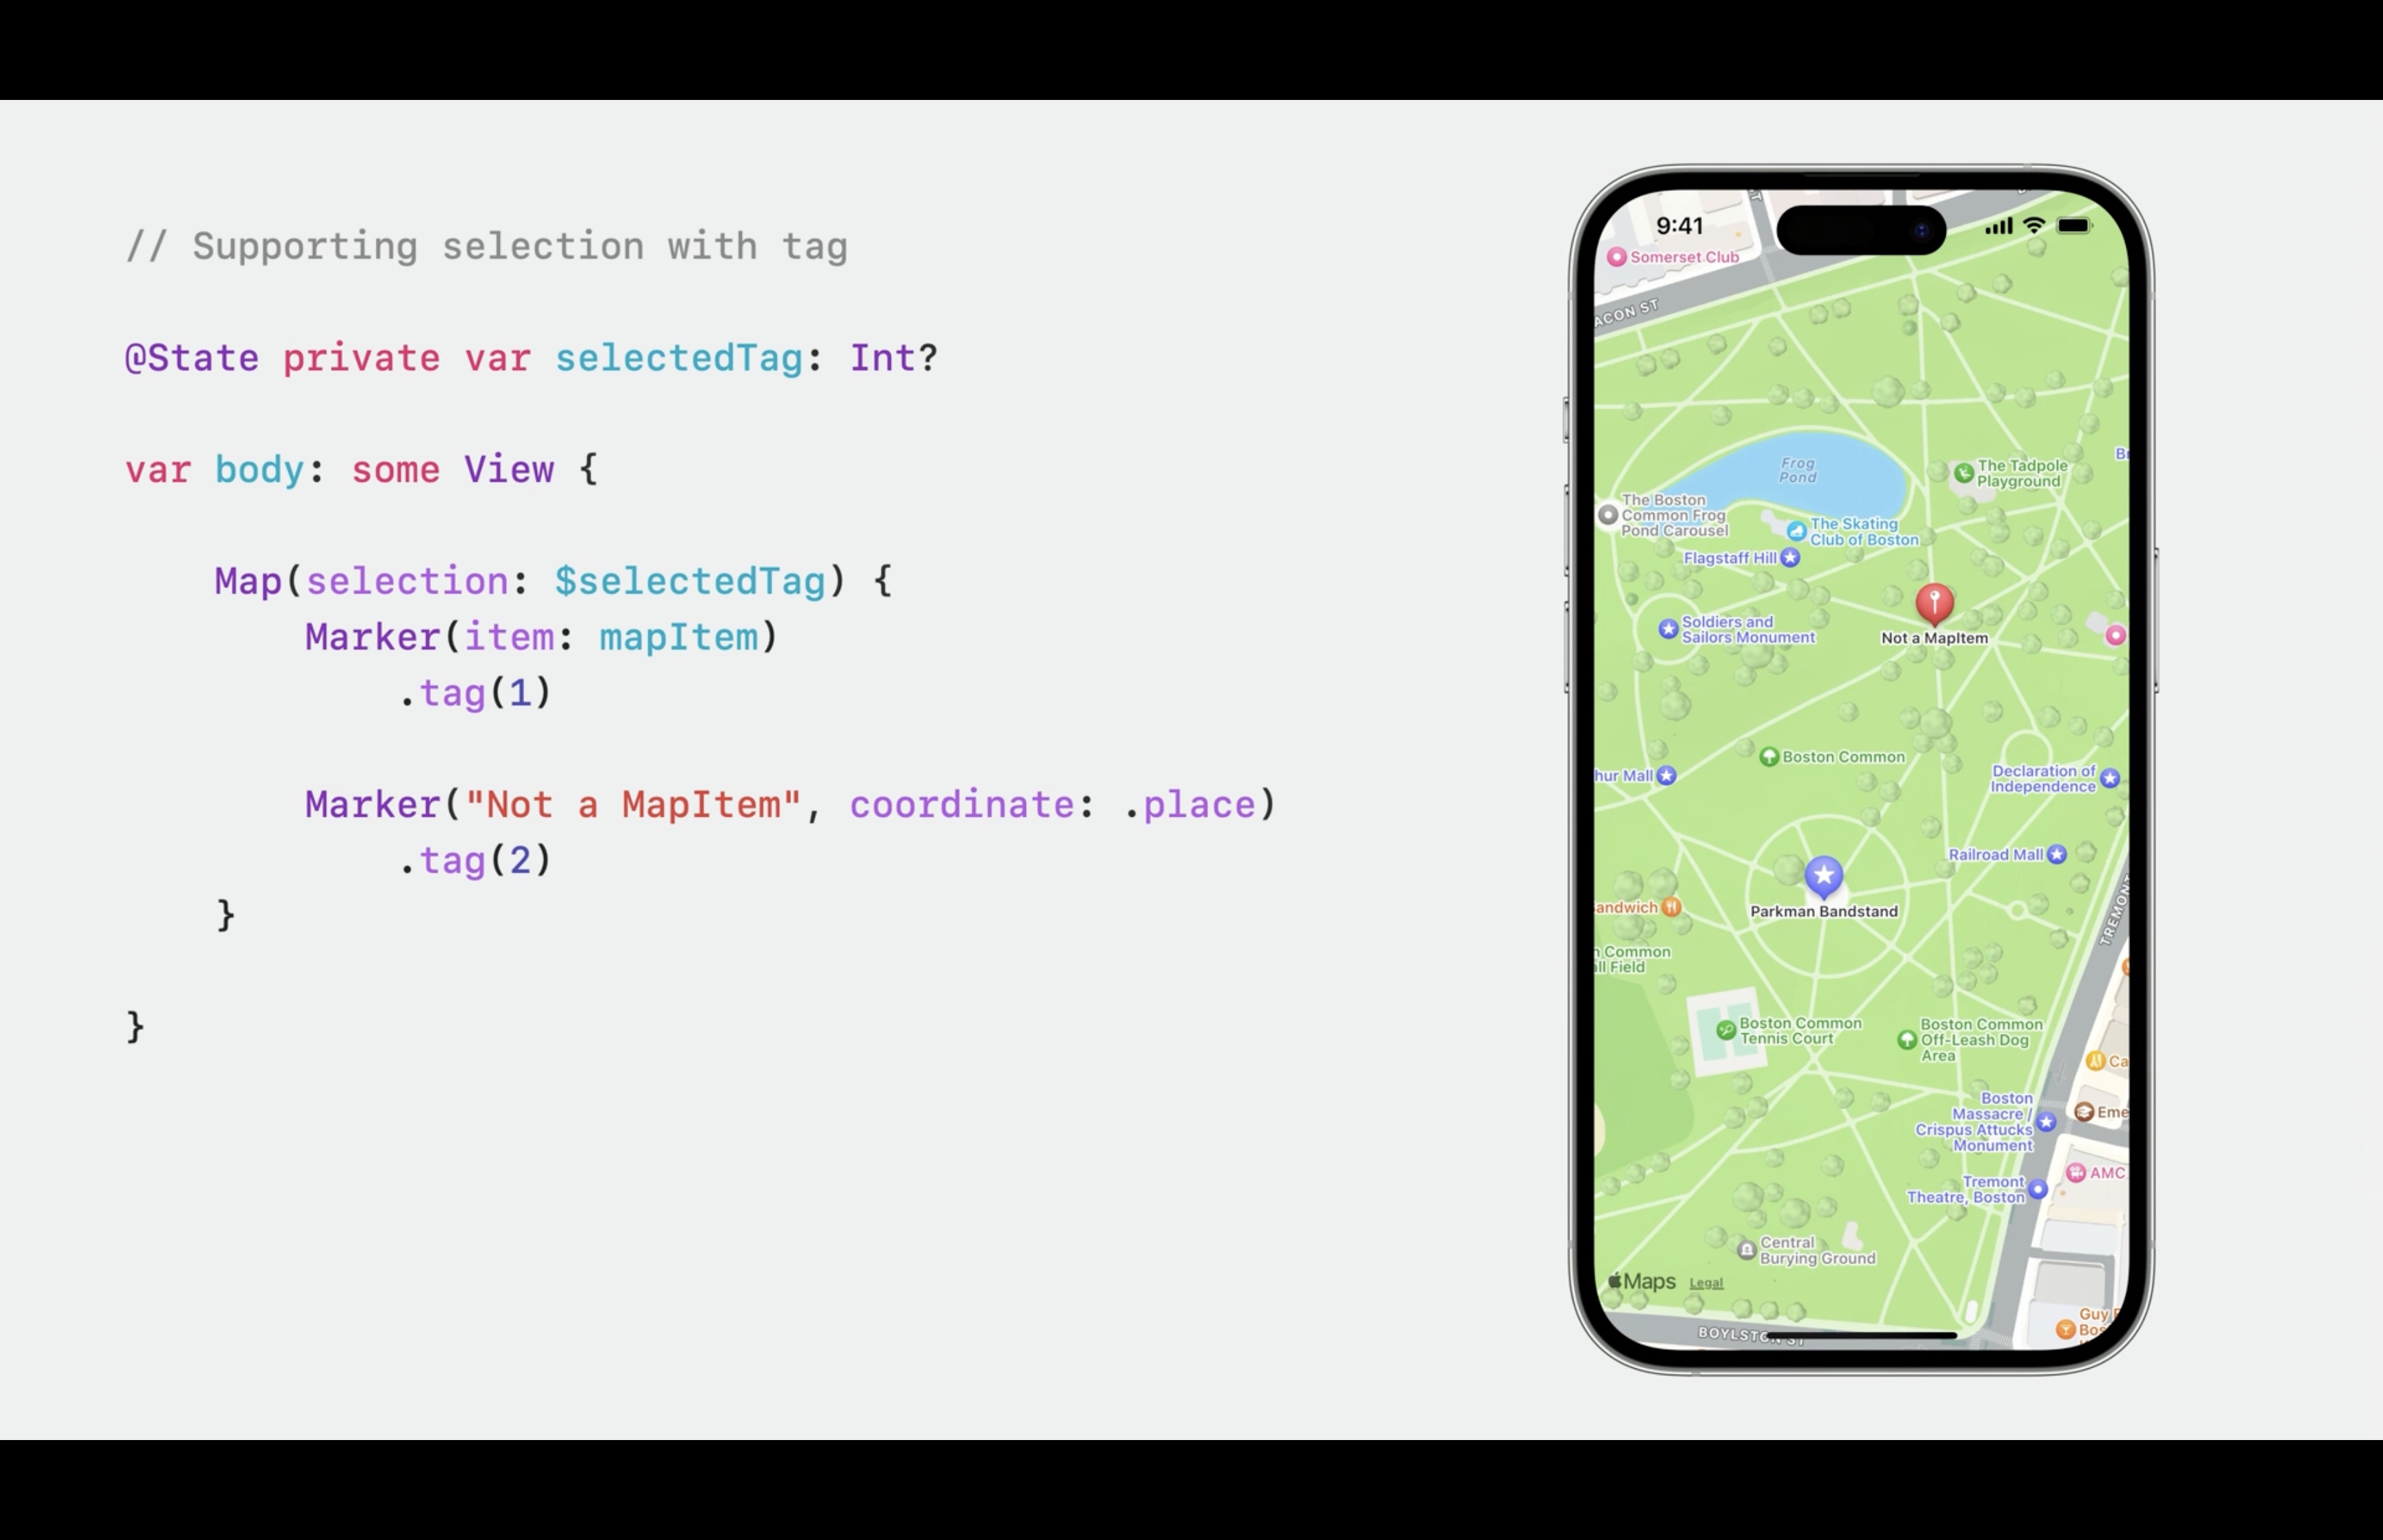 // Supporting selection with tag
@State private var selectedTag: Int?
var body: some View {
Map(selection: $selectedTag) {
Marker(item: mapItem)
.tag(1)
Marker("Not a MapItem", coordinate: .place)
.tag(2)
}
}
9:41
Somerset Club
ACON ST
ST
Frog
Pond
The Tadpole
Playground
The Boston
Common Frog
Pond Carousel
The Skating
Club of Boston
Flagstaff Hill
Soldiers and
Sailors Monument
Not a MapItem
Boston Common
hur Mall
Declaration of
Independence
Railroad Mall
Parkman Bandstand
andwich
n Common
all Field
TREMONT
Boston Common
Tennis Court
Boston Common
Off-Leash Dog
Area
Ca
Boston
Massacre /
Crispus Attucks
Monument
Eme
AMC
Tremont
Theatre, Boston
Central
Burying Ground
Maps
Legal
Guy F
Bos
BOYLSTON ST